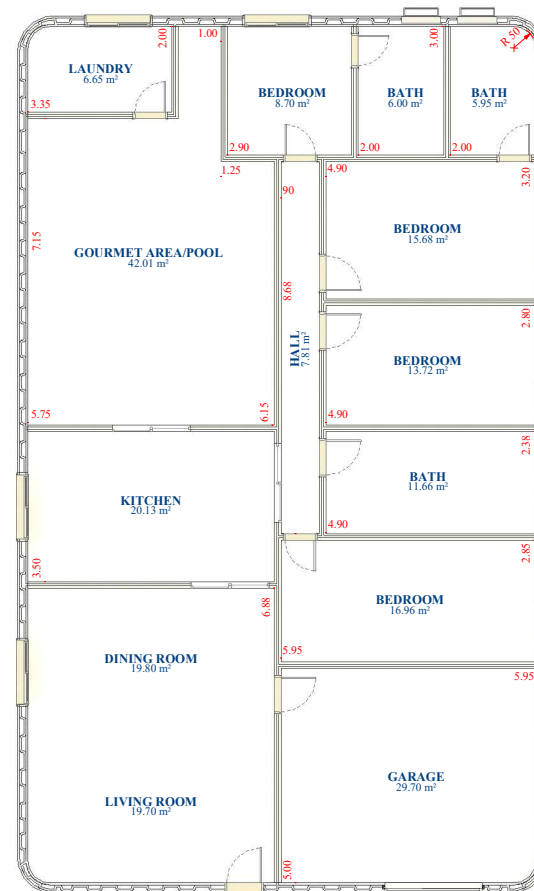 2.00
1.00
3.00
R 50
LAUNDRY
6.65 m²
BEDROOM
8.70 m²
BATH
6.00 m²
BATH
5.95 m²
3.35
2.90
2.00
2.00
1.25
.90
4.90
3.20
7.15
GOURMET AREA/POOL
42.01 m²
BEDROOM
15.68 m²
8.68
HALL
7.81 m²
2.80
BEDROOM
13.72 m²
5.75
6.15
4.90
2.38
KITCHEN
20.13 m²
BATH
11.66 m²
4.90
3.50
2.85
6.88
BEDROOM
16.96 m²
DINING ROOM
19.80 m²
5.95
5.95
GARAGE
29.70 m²
LIVING ROOM
19.70 m²
5.00